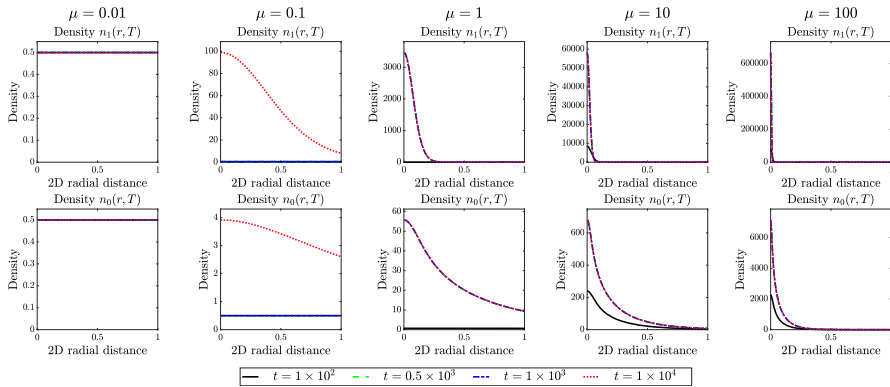 μ = 0.01 μ = 0.1 μ = 1 μ = 10 μ = 100
Density n₁(r, T) Density n₁(r, T) Density n₁(r, T) Density n₁(r, T) Density n₁(r, T)
Density
0.5
0.4
0.3
0.2
0.1
0
0 0.5 1
2D radial distance
Density
100
80
60
40
20
0
0 0.5 1
2D radial distance
Density
3000
2000
1000
0
0 0.5 1
2D radial distance
Density
60000
50000
40000
30000
20000
10000
0
0 0.5 1
2D radial distance
Density
600000
400000
200000
0
0 0.5 1
2D radial distance
Density n₀(r, T) Density n₀(r, T) Density n₀(r, T) Density n₀(r, T) Density n₀(r, T)
Density
0.5
0.4
0.3
0.2
0.1
0
0 0.5 1
2D radial distance
Density
4
3
2
1
0
0 0.5 1
2D radial distance
Density
60
50
40
30
20
10
0
0 0.5 1
2D radial distance
Density
600
400
200
0
0 0.5 1
2D radial distance
Density
6000
4000
2000
0
0 0.5 1
2D radial distance
t = 1 × 10² t = 0.5 × 10³ t = 1 × 10³ t = 1 × 10⁴